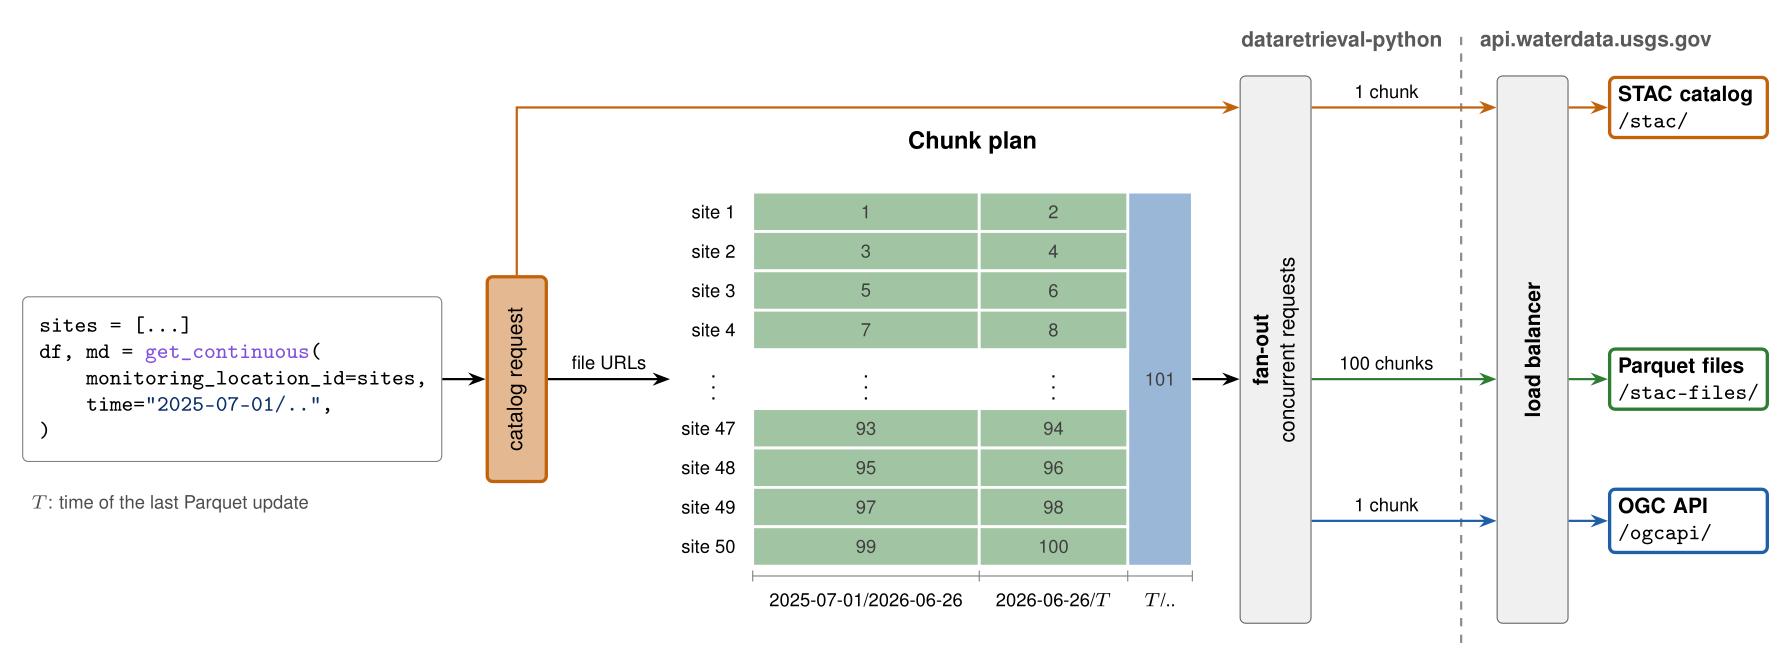 dataretrieval-python
api.waterdata.usgs.gov
1 chunk
STAC catalog
/stac/
Chunk plan
site 1 1 2
site 2 3 4
site 3 5 6
site 4 7 8
sites = [...]
df, md = get_continuous(
monitoring_location_id=sites,
time="2025-07-01/..",
)
catalog request
file URLs
⋮ ⋮ ⋮
101
fan-out
concurrent requests
100 chunks
load balancer
Parquet files
/stac-files/
site 47 93 94
site 48 95 96
site 49 97 98
site 50 99 100
T: time of the last Parquet update
1 chunk
OGC API
/ogcapi/
2025-07-01/2026-06-26
2026-06-26/T
T/..